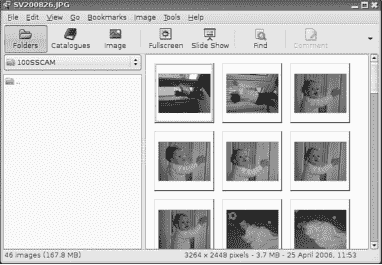 SV200826.JPG
File Edit View Go Bookmarks Image Tools Help
Folders Catalogues Image Fullscreen Slide Show Find Comment
100SSCAM
..
46 images (167.8 MB) 3264 x 2448 pixels - 3.7 MB - 25 April 2006, 11:53